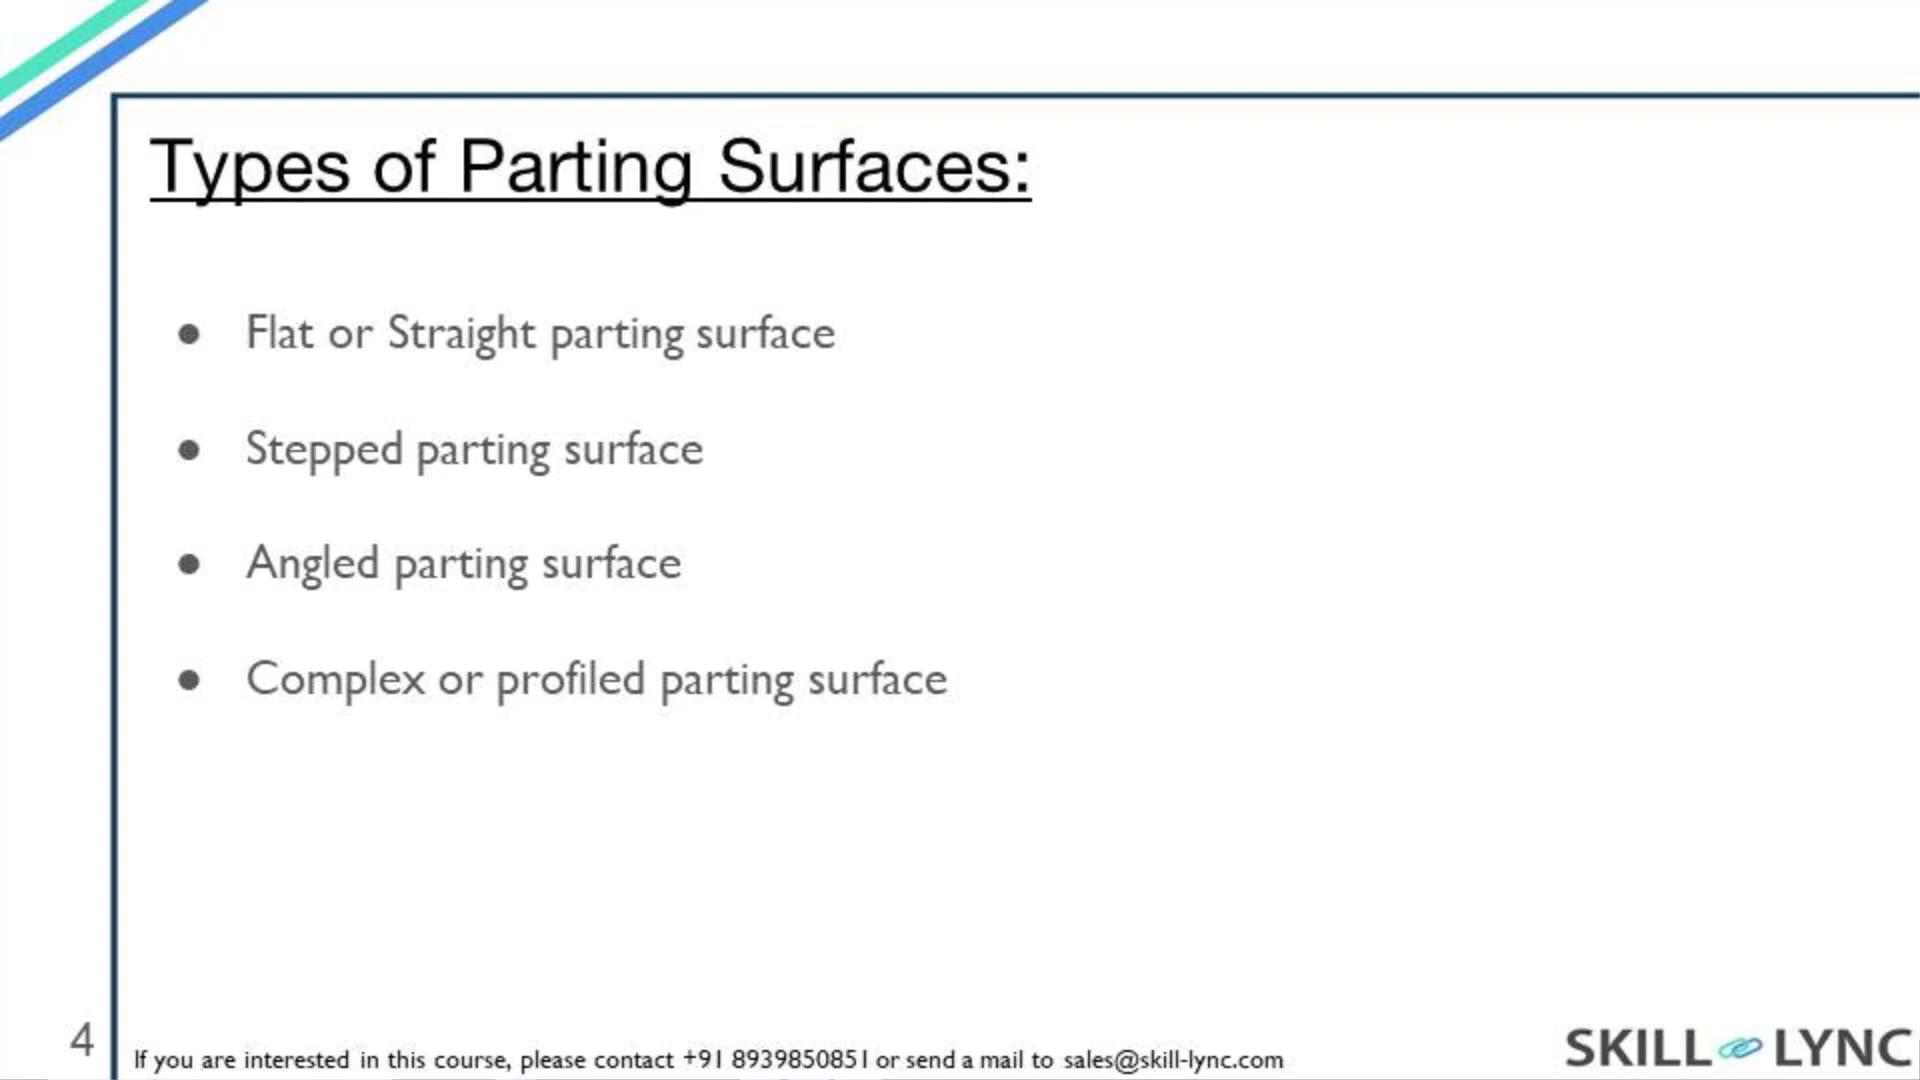 Types of Parting Surfaces:
● Flat or Straight parting surface
● Stepped parting surface
● Angled parting surface
● Complex or profiled parting surface
4
If you are interested in this course, please contact +91 8939850851 or send a mail to sales@skill-lync.com
SKILL LYNC